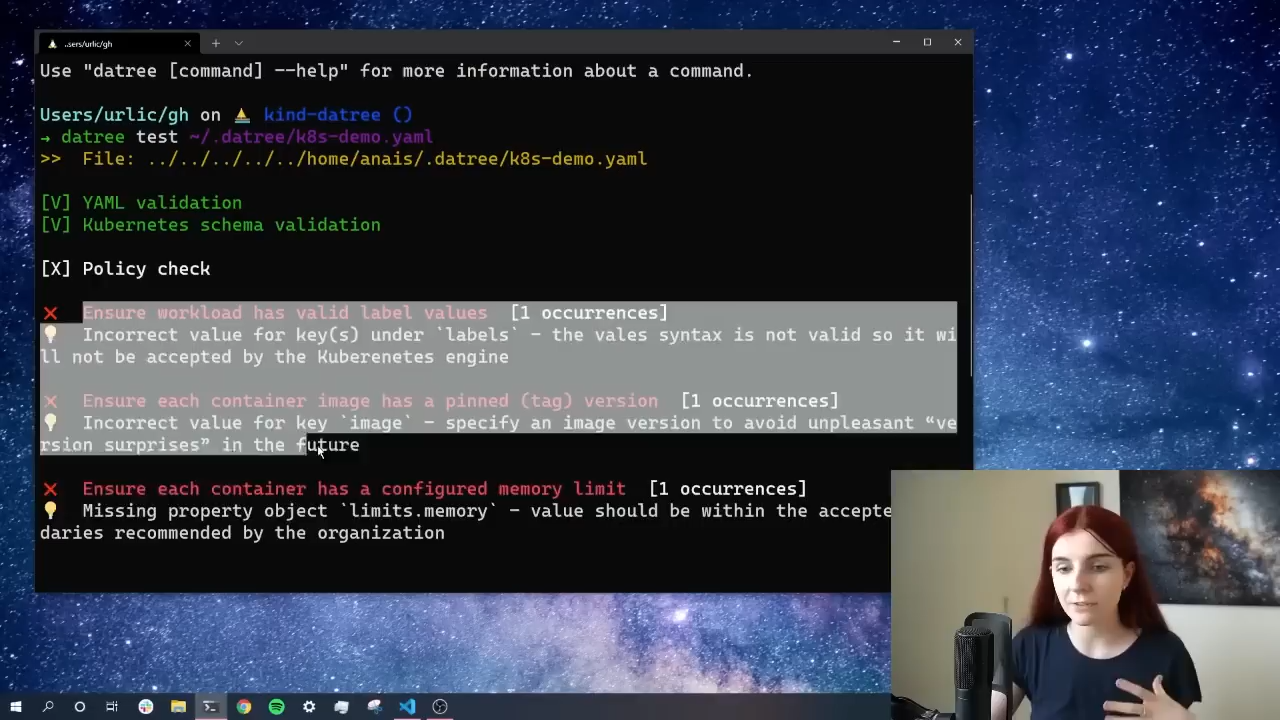 ..sers/urlic/gh
Use "datree [command] --help" for more information about a command.
Users/urlic/gh on kind-datree ()
→ datree test ~/.datree/k8s-demo.yaml
>> File: ../../../../../home/anais/.datree/k8s-demo.yaml
[V] YAML validation
[V] Kubernetes schema validation
[X] Policy check
❌ Ensure workload has valid label values [1 occurrences]
💡 Incorrect value for key(s) under `labels` - the vales syntax is not valid so it wi
ll not be accepted by the Kuberenetes engine
❌ Ensure each container image has a pinned (tag) version [1 occurrences]
💡 Incorrect value for key `image` - specify an image version to avoid unpleasant “ve
rsion surprises” in the future
❌ Ensure each container has a configured memory limit [1 occurrences]
💡 Missing property object `limits.memory` - value should be within the accepte
daries recommended by the organization